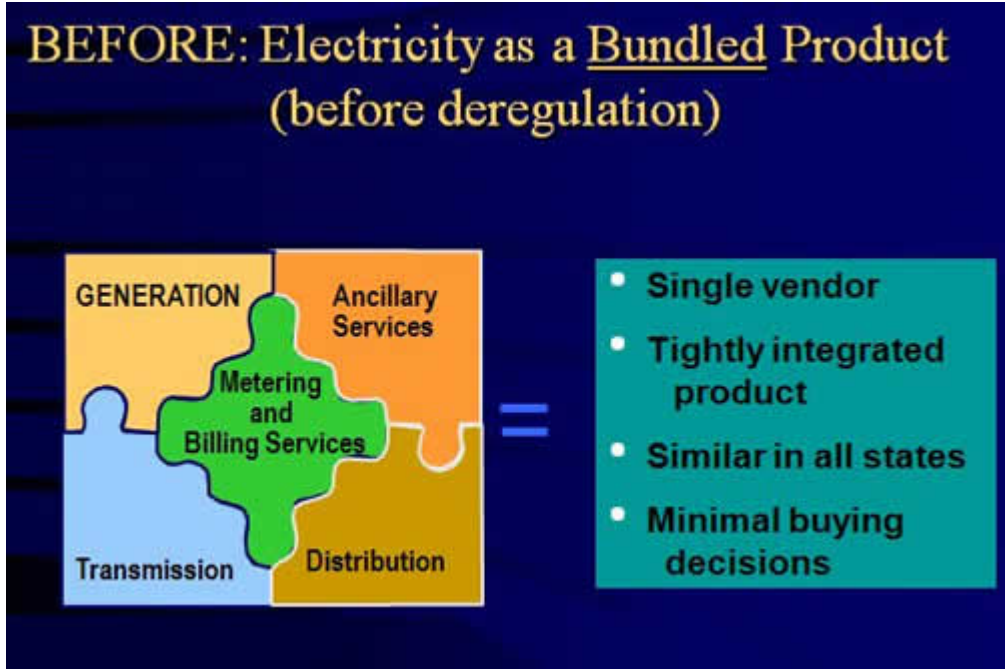 BEFORE: Electricity as a Bundled Product
(before deregulation)
GENERATION
Ancillary
Services
Metering
and
Billing Services
Transmission
Distribution
=
• Single vendor
• Tightly integrated
product
• Similar in all states
• Minimal buying
decisions